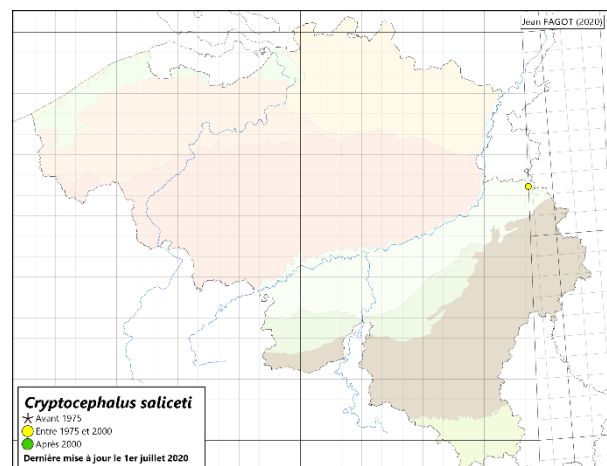 Jean FAGOT (2020)
Cryptocephalus saliceti
Avant 1975
Entre 1975 et 2000
Après 2000
Dernière mise à jour le 1er juillet 2020